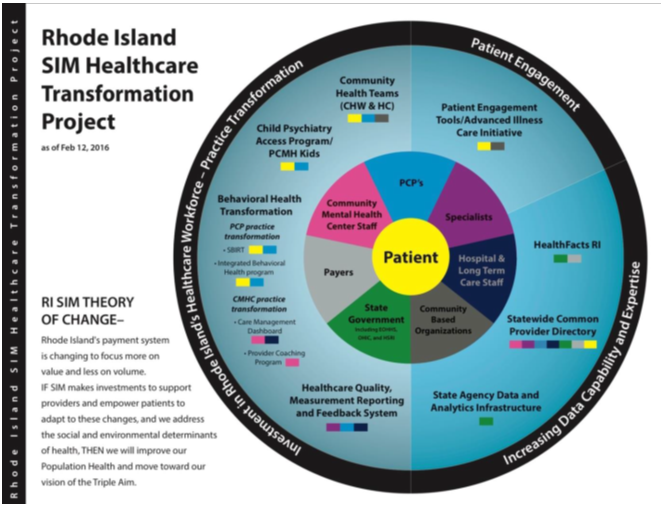 Rhode Island SIM Healthcare Transformation Project
Rhode Island
SIM Healthcare
Transformation
Project
as of Feb 12, 2016
RI SIM THEORY
OF CHANGE–
Rhode Island's payment system
is changing to focus more on
value and less on volume.
IF SIM makes investments to support
providers and empower patients to
adapt to these changes, and we address
the social and environmental determinants
of health, THEN we will improve our
Population Health and move toward our
vision of the Triple Aim.
Investment in Rhode Island's Healthcare Workforce – Practice Transformation
Patient Engagement
Increasing Data Capability and Expertise
Community
Health Teams
(CHW & HC)
Child Psychiatry
Access Program/
PCMH Kids
Behavioral Health
Transformation
PCP practice
transformation
• SBIRT
• Integrated Behavioral
Health program
CMHC practice
transformation
• Care Management
Dashboard
• Provider Coaching
Program
Healthcare Quality,
Measurement Reporting
and Feedback System
Patient Engagement
Tools/Advanced Illness
Care Initiative
HealthFacts RI
Statewide Common
Provider Directory
State Agency Data and
Analytics Infrastructure
PCP's
Specialists
Hospital &
Long Term
Care Staff
Community
Based
Organizations
State
Government
Including EOHHS,
OHIC, and HSRI
Payers
Community
Mental Health
Center Staff
Patient